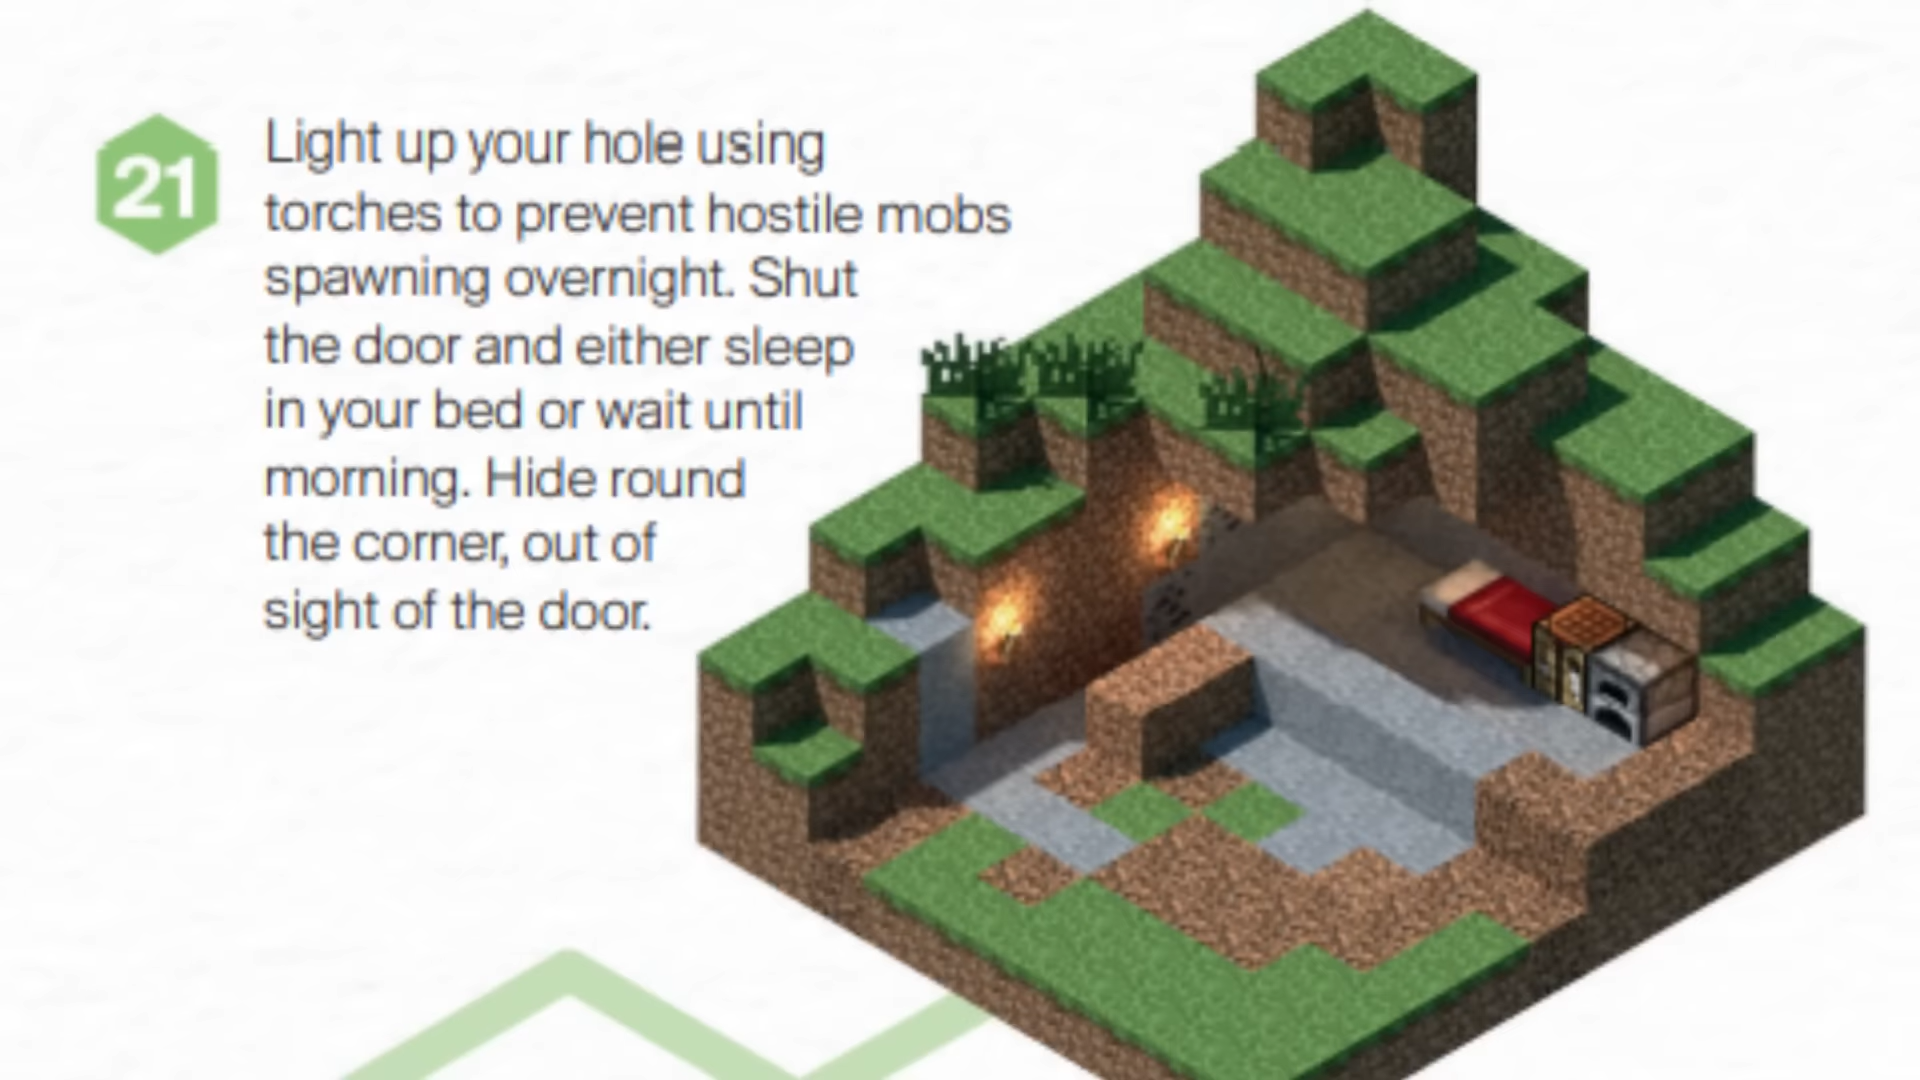 21
Light up your hole using
torches to prevent hostile mobs
spawning overnight. Shut
the door and either sleep
in your bed or wait until
morning. Hide round
the corner, out of
sight of the door.